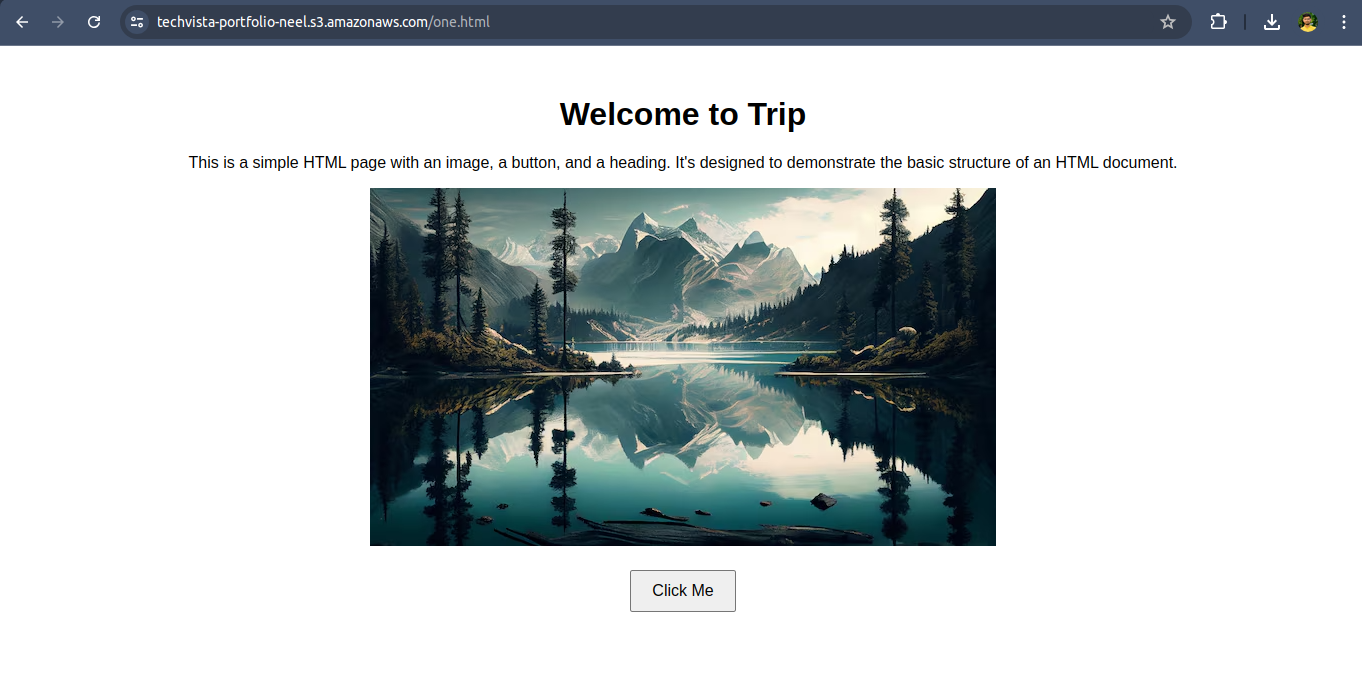 techvista-portfolio-neel.s3.amazonaws.com/one.html
Welcome to Trip
This is a simple HTML page with an image, a button, and a heading. It's designed to demonstrate the basic structure of an HTML document.
Click Me